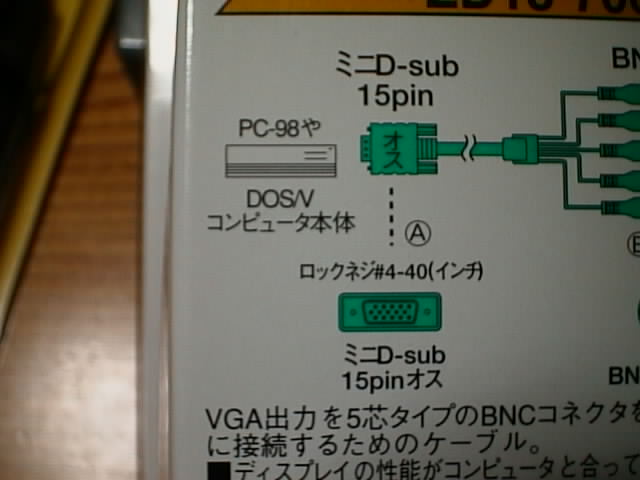 ミニD-sub
15pin
BN
PC-98や
オス
DOS/V
コンピュータ本体
A
ロックネジ#4-40(インチ)
ミニD-sub
15pinオス
BN
VGA出力を5芯タイプのBNCコネクタを
に接続するためのケーブル。
■ディスプレイの性能がコンピュータと合って